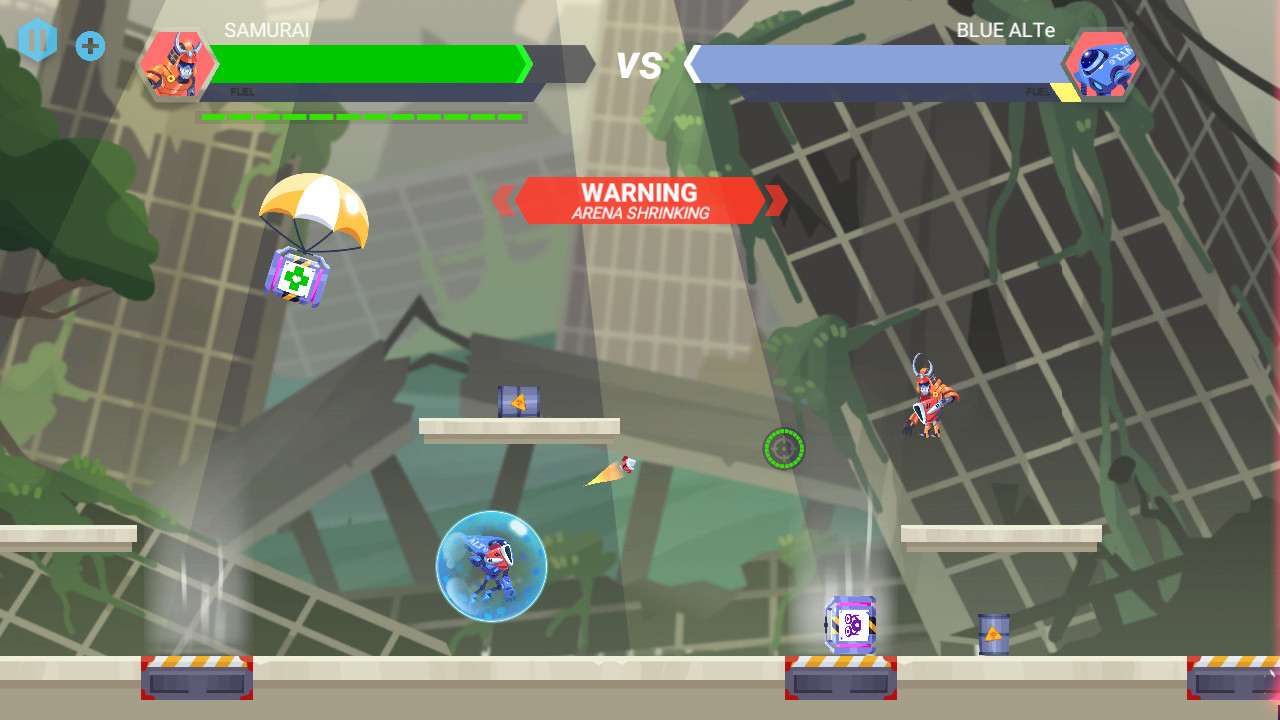 SAMURAI
BLUE ALTe
VS
FUEL
FUEL
WARNING
ARENA SHRINKING